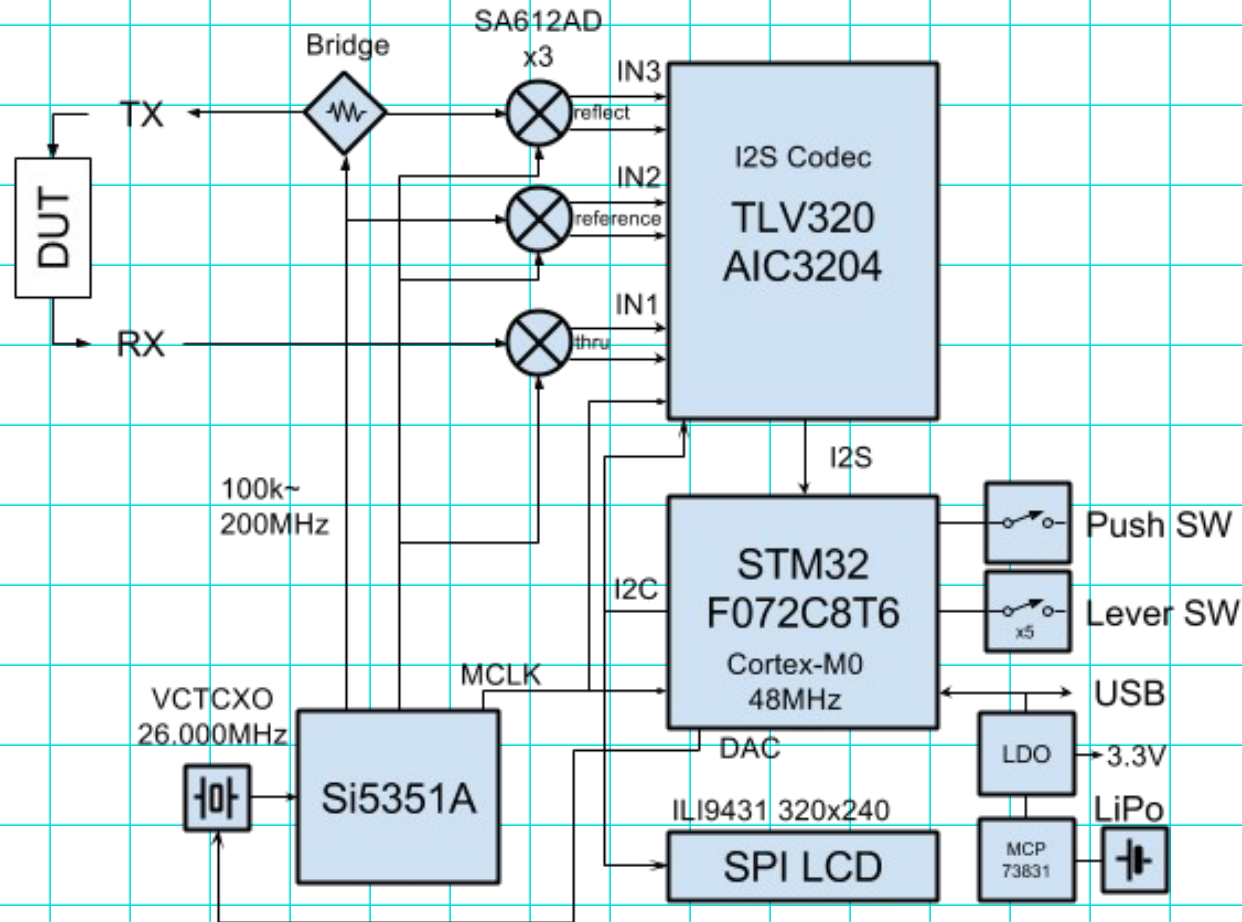 SA612AD
x3
Bridge
IN3
TX
reflect
I2S Codec
IN2
TLV320
AIC3204
reference
DUT
IN1
RX
thru
I2S
100k~
200MHz
Push SW
STM32
F072C8T6
I2C
Lever SW
x5
Cortex-M0
48MHz
MCLK
VCTCXO
26.000MHz
USB
DAC
LDO
3.3V
Si5351A
ILI9431 320x240
LiPo
SPI LCD
MCP
73831